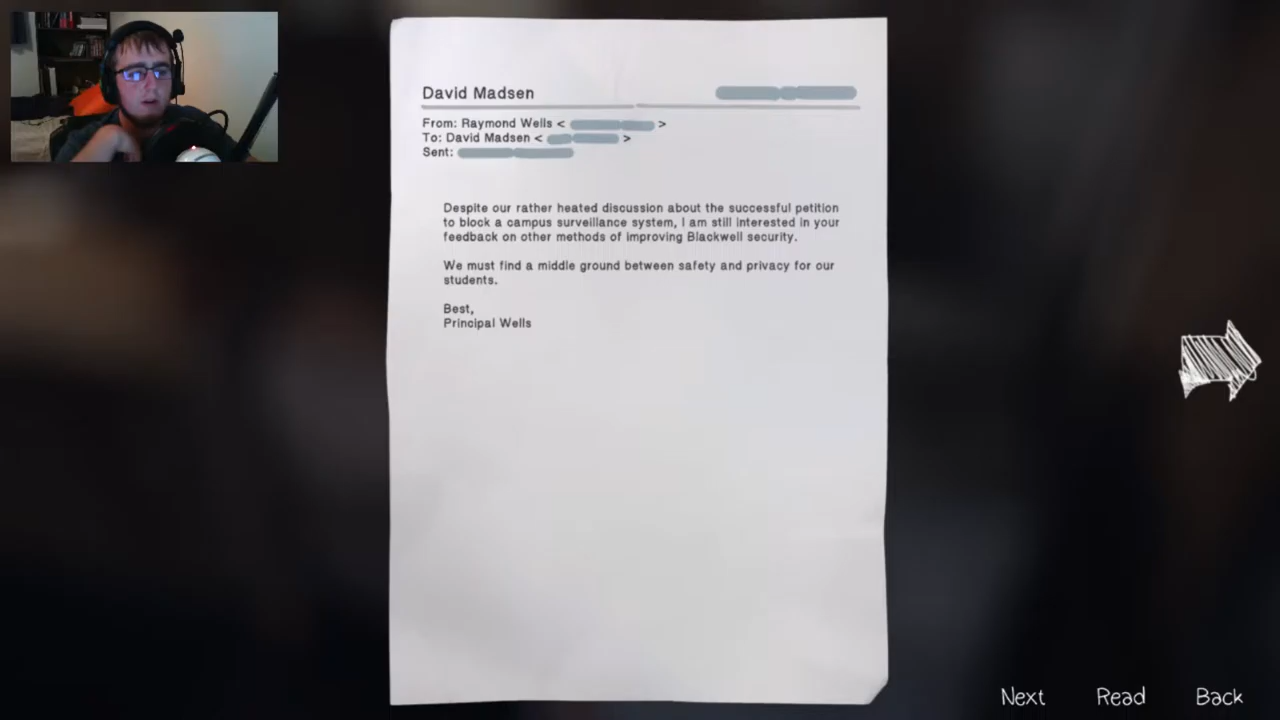 David Madsen
From: Raymond Wells < >
To: David Madsen < >
Sent:
Despite our rather heated discussion about the successful petition
to block a campus surveillance system, I am still interested in your
feedback on other methods of improving Blackwell security.
We must find a middle ground between safety and privacy for our
students.
Best,
Principal Wells
Next Read Back